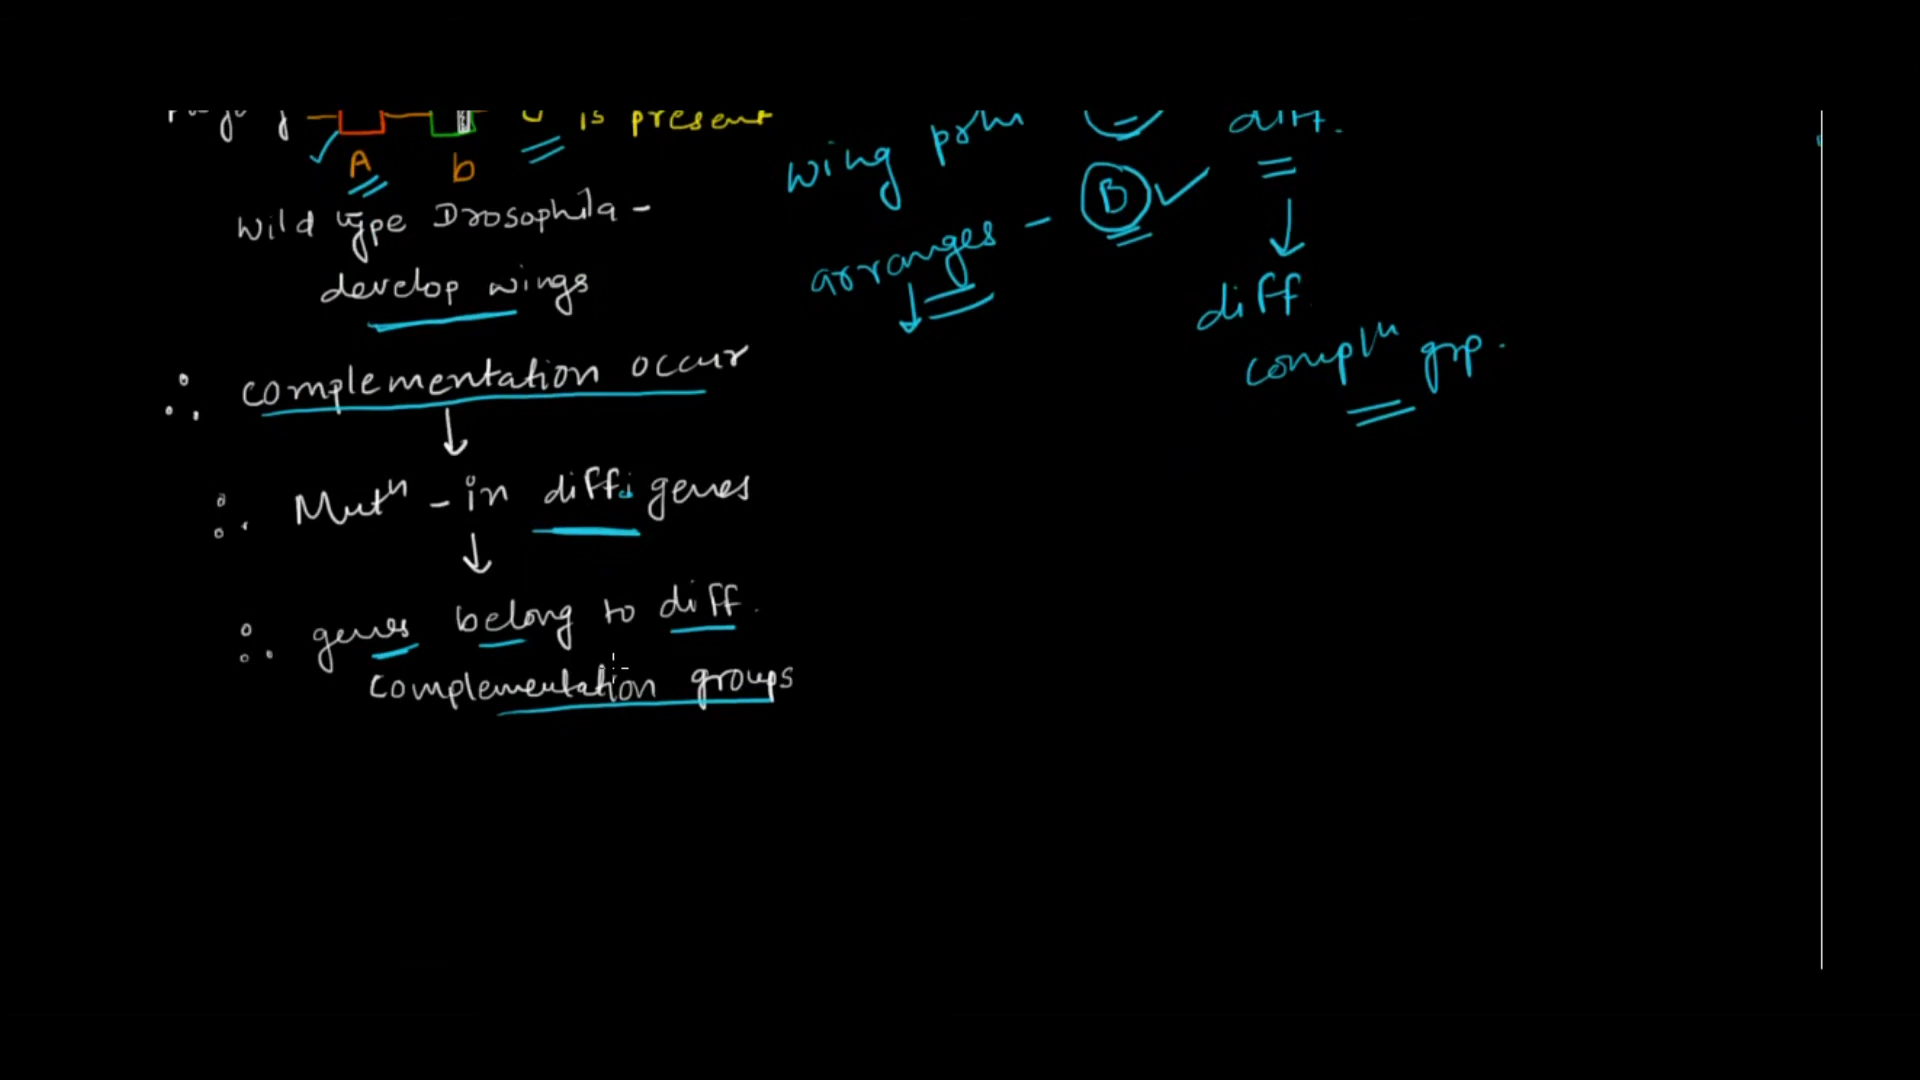 is present
A b
Wild type Drosophila -
develop wings
∴ complementation occur
↓
∴ Mutⁿ - in diff. genes
↓
∴ genes belong to diff.
complementation groups
wing prtn
arranges - B ✓
↓
diff.
↓
diff
complⁿ grp.